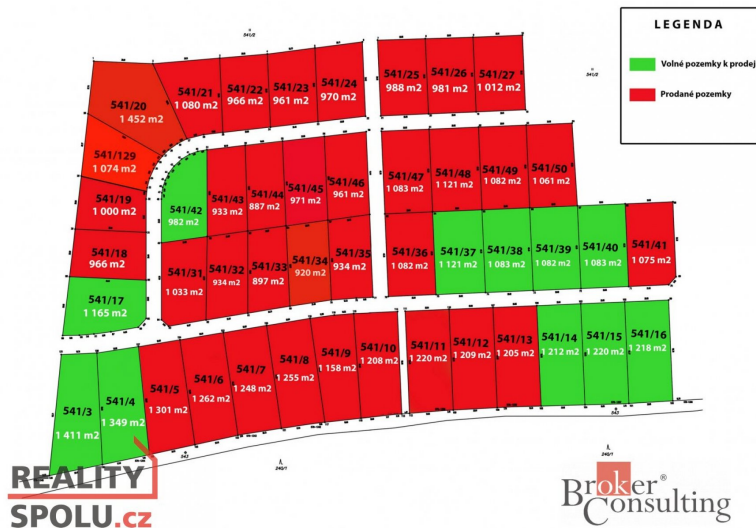 541/2
LEGENDA
Volné pozemky k prodej
Prodané pozemky
541/2
541/20
1 452 m2
541/21
1 080 m2
541/22
966 m2
541/23
961 m2
541/24
970 m2
541/25
988 m2
541/26
981 m2
541/27
1 012 m2
541/129
1 074 m2
541/19
1 000 m2
541/18
966 m2
541/17
1 165 m2
541/42
982 m2
541/43
933 m2
541/44
887 m2
541/45
971 m2
541/46
961 m2
541/47
1 083 m2
541/48
1 121 m2
541/49
1 082 m2
541/50
1 061 m2
541/31
1 033 m2
541/32
934 m2
541/33
897 m2
541/34
920 m2
541/35
934 m2
541/36
1 082 m2
541/37
1 121 m2
541/38
1 083 m2
541/39
1 082 m2
541/40
1 083 m2
541/41
1 075 m2
541/3
1 411 m2
541/4
1 349 m2
541/5
1 301 m2
541/6
1 262 m2
541/7
1 248 m2
541/8
1 255 m2
541/9
1 158 m2
541/10
1 208 m2
541/11
1 220 m2
541/12
1 209 m2
541/13
1 205 m2
541/14
1 212 m2
541/15
1 220 m2
541/16
1 218 m2
543
543
240/1
240/1
REALITY
SPOLU.cz
Broker®
Consulting